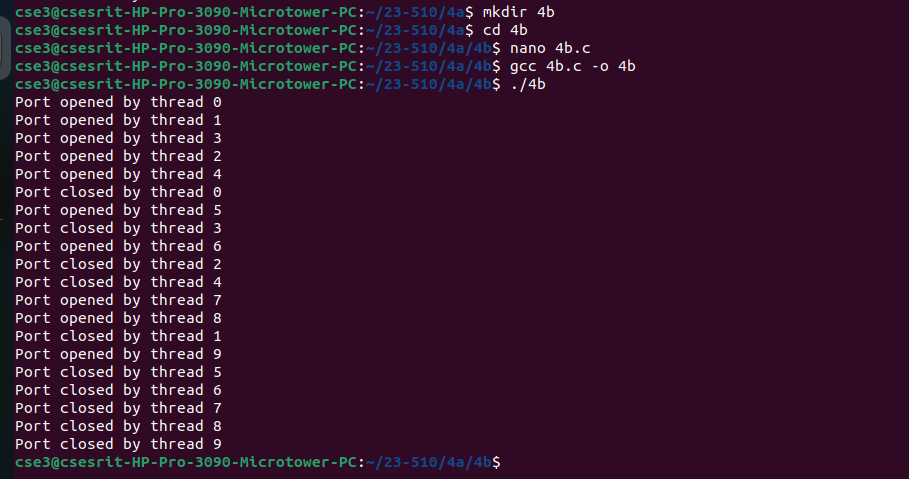 cse3@csesrit-HP-Pro-3090-Microtower-PC:~/23-510/4a$ mkdir 4b
cse3@csesrit-HP-Pro-3090-Microtower-PC:~/23-510/4a$ cd 4b
cse3@csesrit-HP-Pro-3090-Microtower-PC:~/23-510/4a/4b$ nano 4b.c
cse3@csesrit-HP-Pro-3090-Microtower-PC:~/23-510/4a/4b$ gcc 4b.c -o 4b
cse3@csesrit-HP-Pro-3090-Microtower-PC:~/23-510/4a/4b$ ./4b
Port opened by thread 0
Port opened by thread 1
Port opened by thread 3
Port opened by thread 2
Port opened by thread 4
Port closed by thread 0
Port opened by thread 5
Port closed by thread 3
Port opened by thread 6
Port closed by thread 2
Port closed by thread 4
Port opened by thread 7
Port opened by thread 8
Port closed by thread 1
Port opened by thread 9
Port closed by thread 5
Port closed by thread 6
Port closed by thread 7
Port closed by thread 8
Port closed by thread 9
cse3@csesrit-HP-Pro-3090-Microtower-PC:~/23-510/4a/4b$